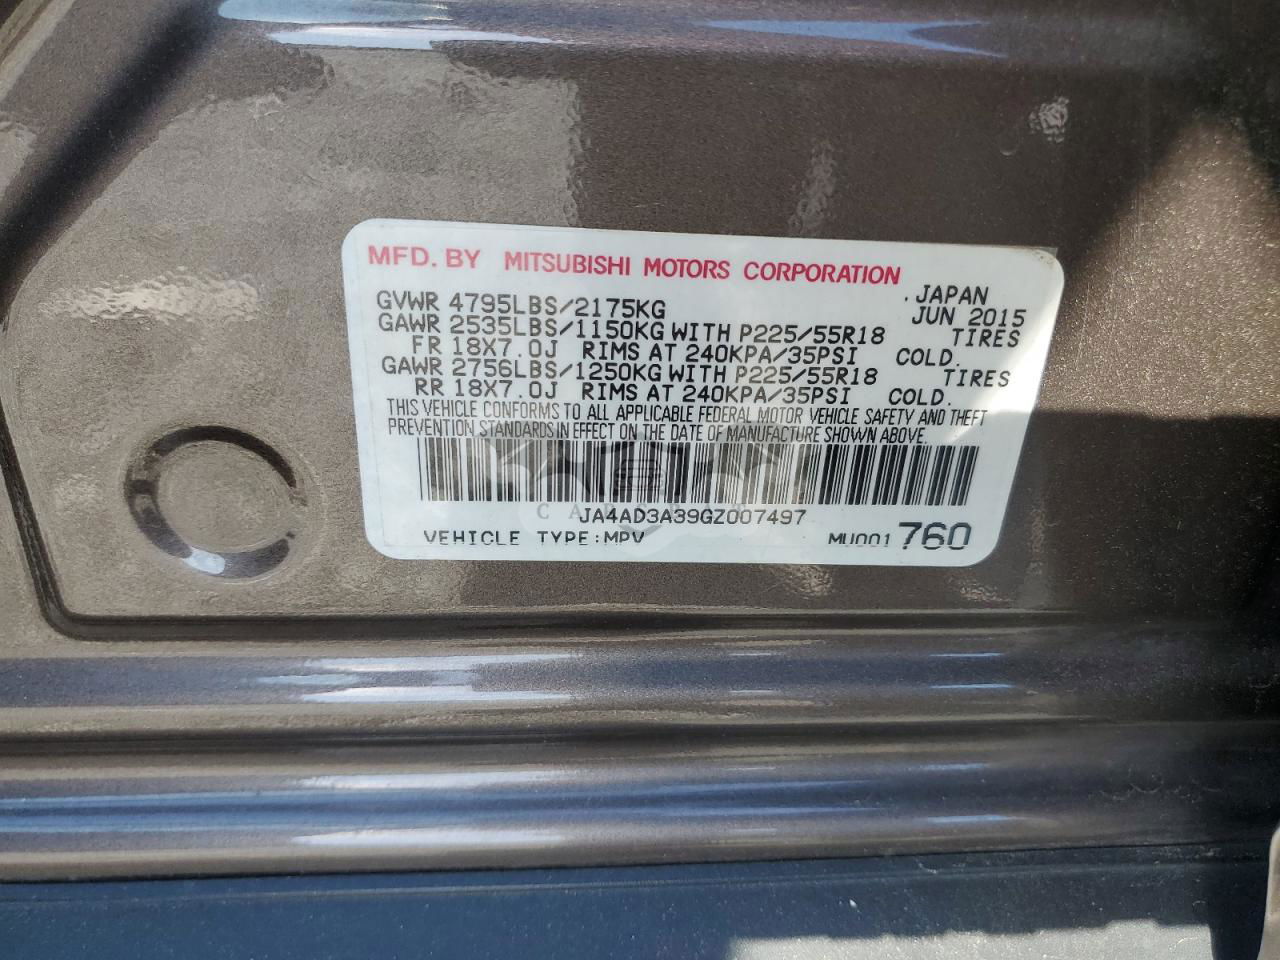 MFD. BY MITSUBISHI MOTORS CORPORATION
.JAPAN
GVWR 4795LBS/2175KG JUN 2015
GAWR 2535LBS/1150KG WITH P225/55R18 TIRES
FR 18X7.0J RIMS AT 240KPA/35PSI COLD.
GAWR 2756LBS/1250KG WITH P225/55R18 TIRES
RR 18X7.0J RIMS AT 240KPA/35PSI COLD.
THIS VEHICLE CONFORMS TO ALL APPLICABLE FEDERAL MOTOR VEHICLE SAFETY AND THEFT
PREVENTION STANDARDS IN EFFECT ON THE DATE OF MANUFACTURE SHOWN ABOVE.
JA4AD3A39GZ007497
VEHICLE TYPE:MPV MU001760